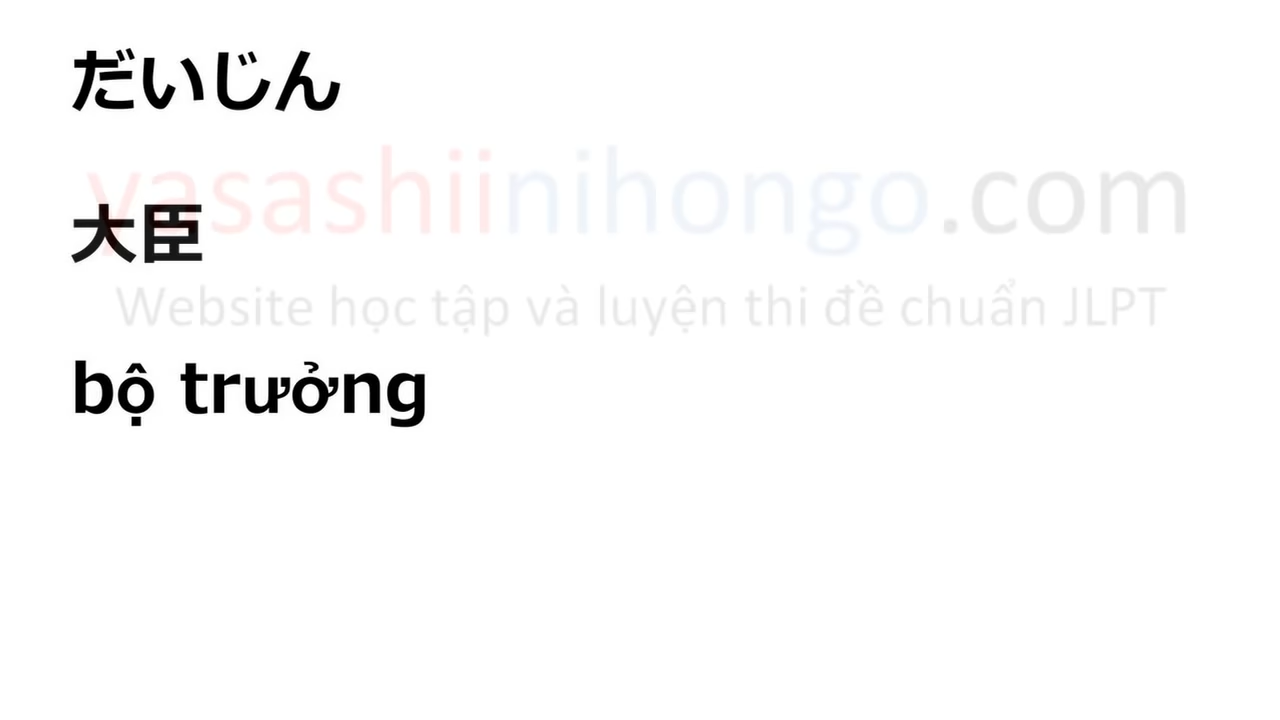 だいじん
yasashiinihongo.com
大臣
Website học tập và luyện thi đề chuẩn JLPT
bộ trưởng